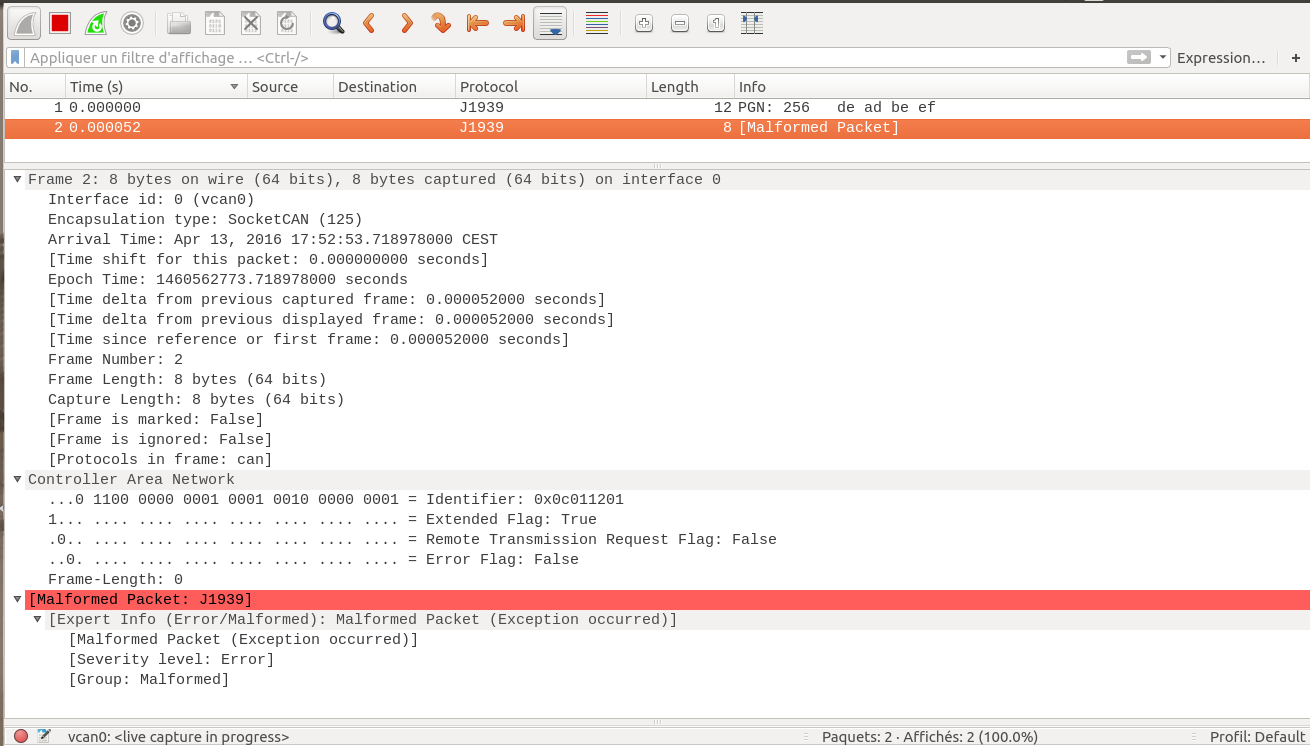 Appliquer un filtre d'affichage … <Ctrl-/> Expression… +
No. Time (s) Source Destination Protocol Length Info
1 0.000000 J1939 12 PGN: 256 de ad be ef
2 0.000052 J1939 8 [Malformed Packet]
Frame 2: 8 bytes on wire (64 bits), 8 bytes captured (64 bits) on interface 0
Interface id: 0 (vcan0)
Encapsulation type: SocketCAN (125)
Arrival Time: Apr 13, 2016 17:52:53.718978000 CEST
[Time shift for this packet: 0.000000000 seconds]
Epoch Time: 1460562773.718978000 seconds
[Time delta from previous captured frame: 0.000052000 seconds]
[Time delta from previous displayed frame: 0.000052000 seconds]
[Time since reference or first frame: 0.000052000 seconds]
Frame Number: 2
Frame Length: 8 bytes (64 bits)
Capture Length: 8 bytes (64 bits)
[Frame is marked: False]
[Frame is ignored: False]
[Protocols in frame: can]
Controller Area Network
...0 1100 0000 0001 0001 0010 0000 0001 = Identifier: 0x0c011201
1... .... .... .... .... .... .... .... = Extended Flag: True
.0.. .... .... .... .... .... .... .... = Remote Transmission Request Flag: False
..0. .... .... .... .... .... .... .... = Error Flag: False
Frame-Length: 0
[Malformed Packet: J1939]
[Expert Info (Error/Malformed): Malformed Packet (Exception occurred)]
[Malformed Packet (Exception occurred)]
[Severity level: Error]
[Group: Malformed]
vcan0: <live capture in progress> Paquets: 2 · Affichés: 2 (100.0%) Profil: Default